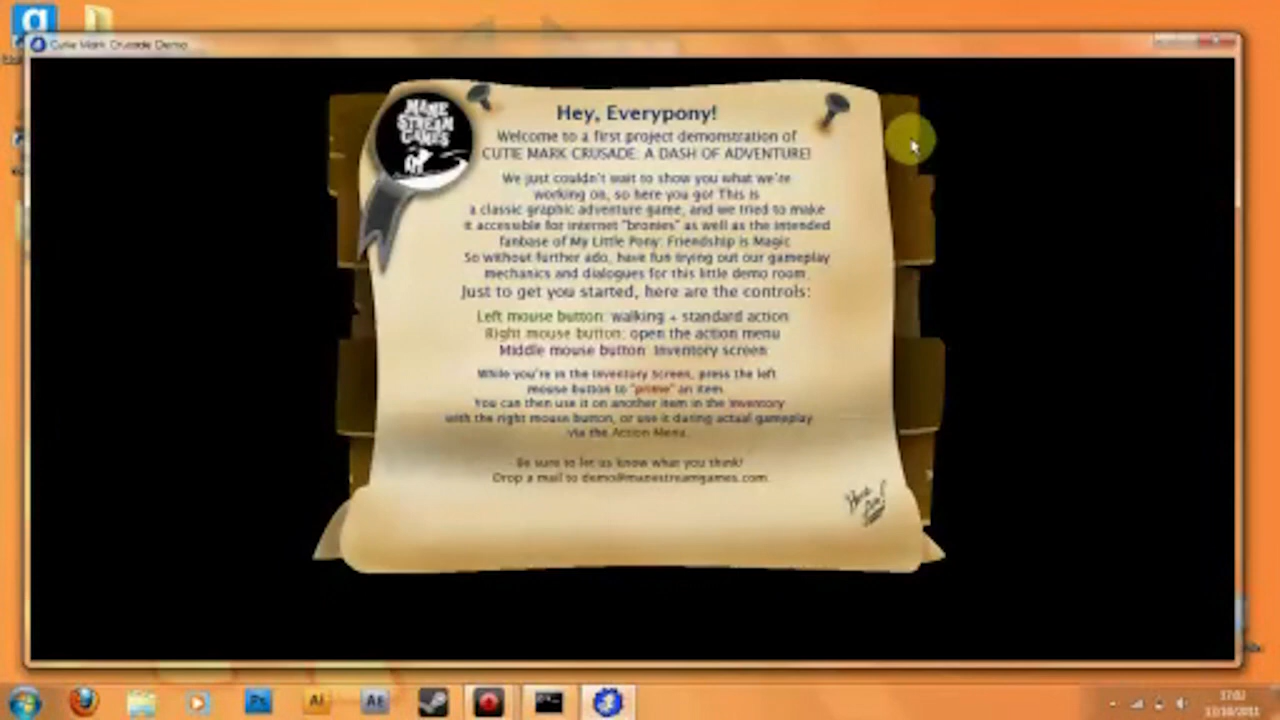 Cutie Mark Crusade Demo
MANE
STREAM
GAMES
Hey, Everypony!
Welcome to a first project demonstration of
CUTIE MARK CRUSADE: A DASH OF ADVENTURE!
We just couldn't wait to show you what we're
working on, so here you go! This is
a classic graphic adventure game, and we tried to make
it accessible for internet "bronies" as well as the intended
fanbase of My Little Pony: Friendship is Magic
So without further ado, have fun trying out our gameplay
mechanics and dialogues for this little demo room.
Just to get you started, here are the controls:
Left mouse button: walking + standard action
Right mouse button: open the action menu
Middle mouse button: Inventory screen
While you're in the Inventory Screen, press the left
mouse button to "prime" an item.
You can then use it on another item in the Inventory
with the right mouse button, or use it during actual gameplay
via the Action Menu.
Be sure to let us know what you think!
Drop a mail to demo@manestreamgames.com
Ps
Ai
Ae
17:02
17/10/2011